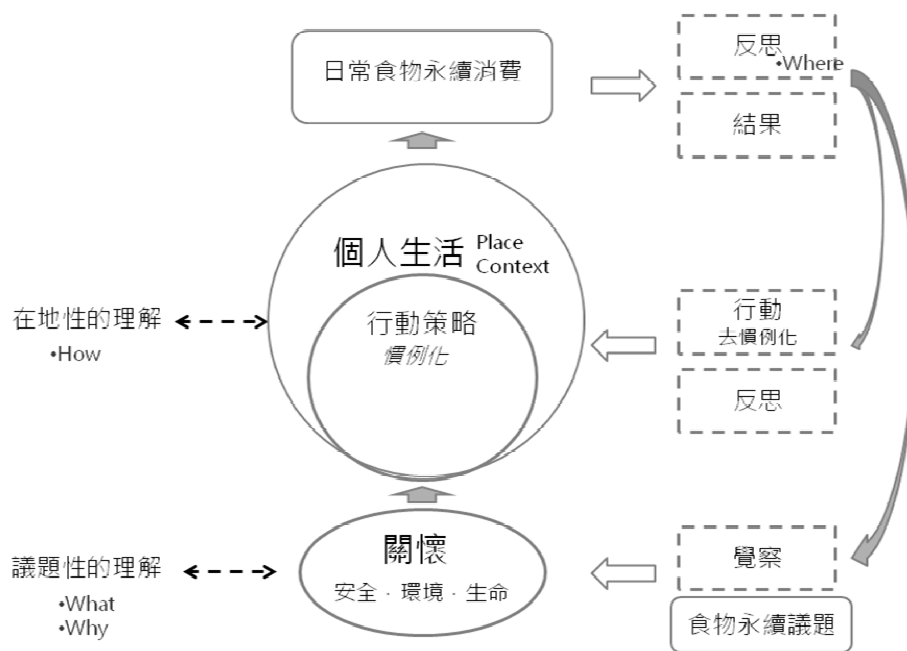 日常食物永續消費
反思
•Where
結果
個人生活
Place
Context
行動策略
慣例化
在地性的理解
•How
行動
去慣例化
反思
關懷
安全．環境．生命
議題性的理解
•What
•Why
覺察
食物永續議題